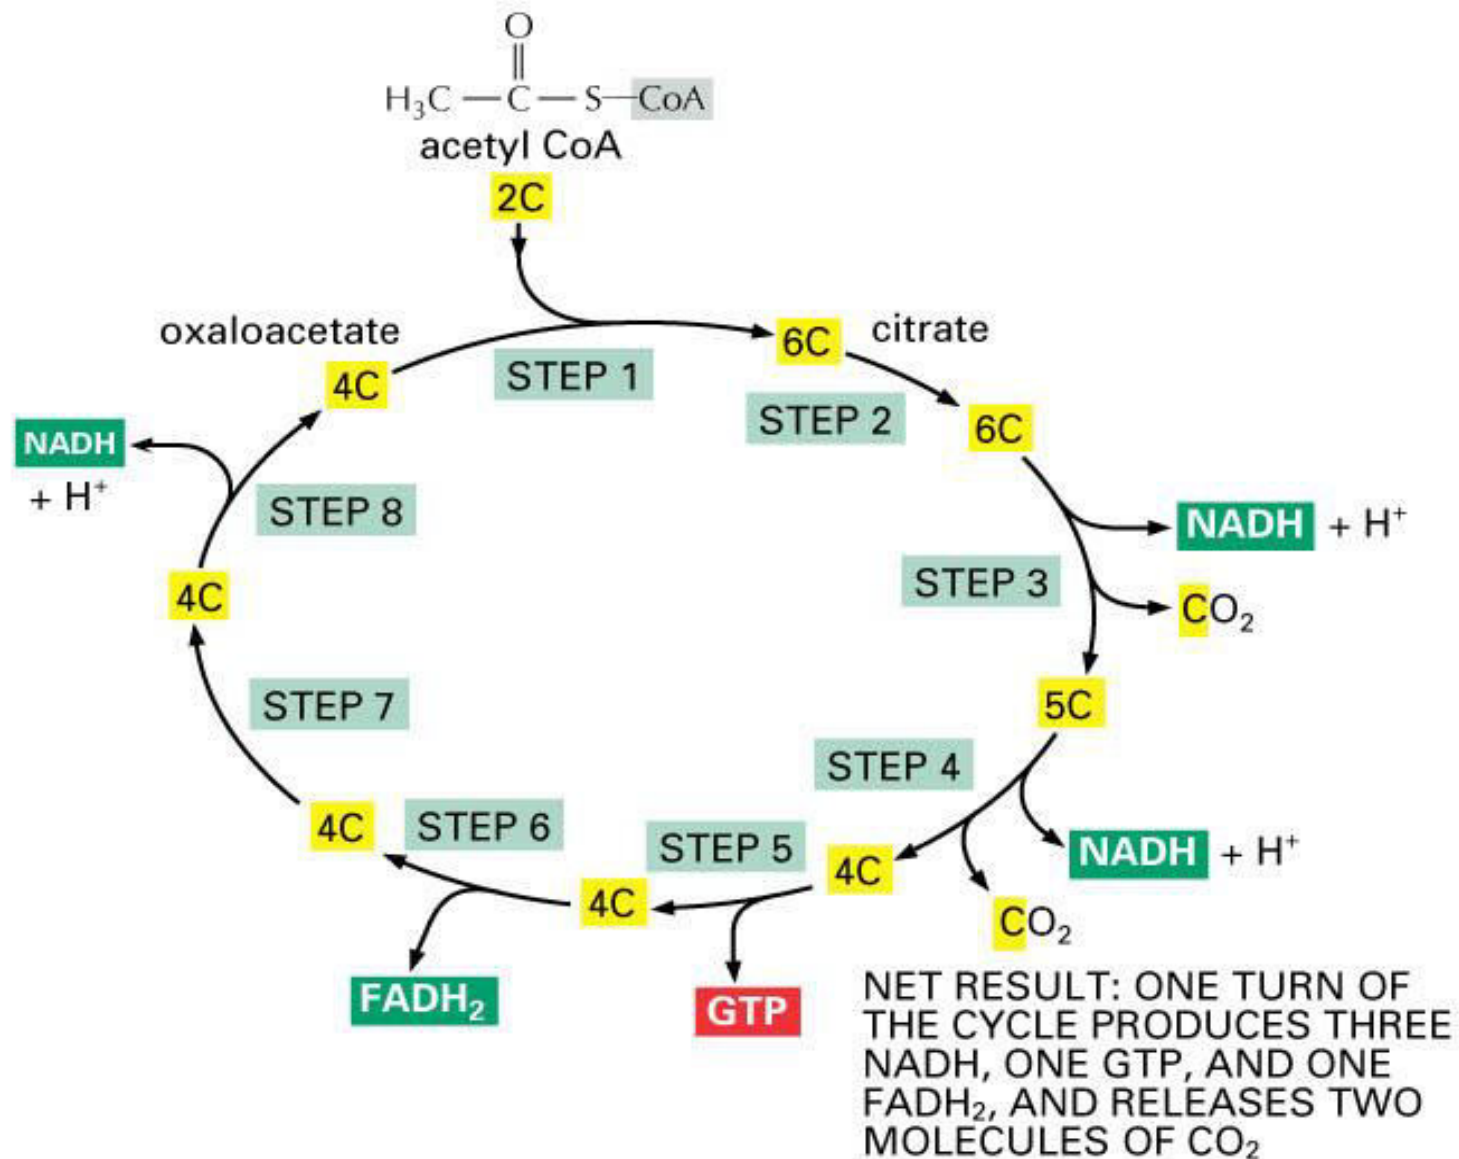 O
H₃C — C — S — CoA
acetyl CoA
2C
oxaloacetate
4C
STEP 1
6C
citrate
STEP 2
6C
NADH + H⁺
STEP 3
CO₂
5C
STEP 4
NADH + H⁺
CO₂
4C
STEP 5
GTP
4C
STEP 6
FADH₂
4C
STEP 7
4C
STEP 8
NADH
+ H⁺
NET RESULT: ONE TURN OF
THE CYCLE PRODUCES THREE
NADH, ONE GTP, AND ONE
FADH₂, AND RELEASES TWO
MOLECULES OF CO₂